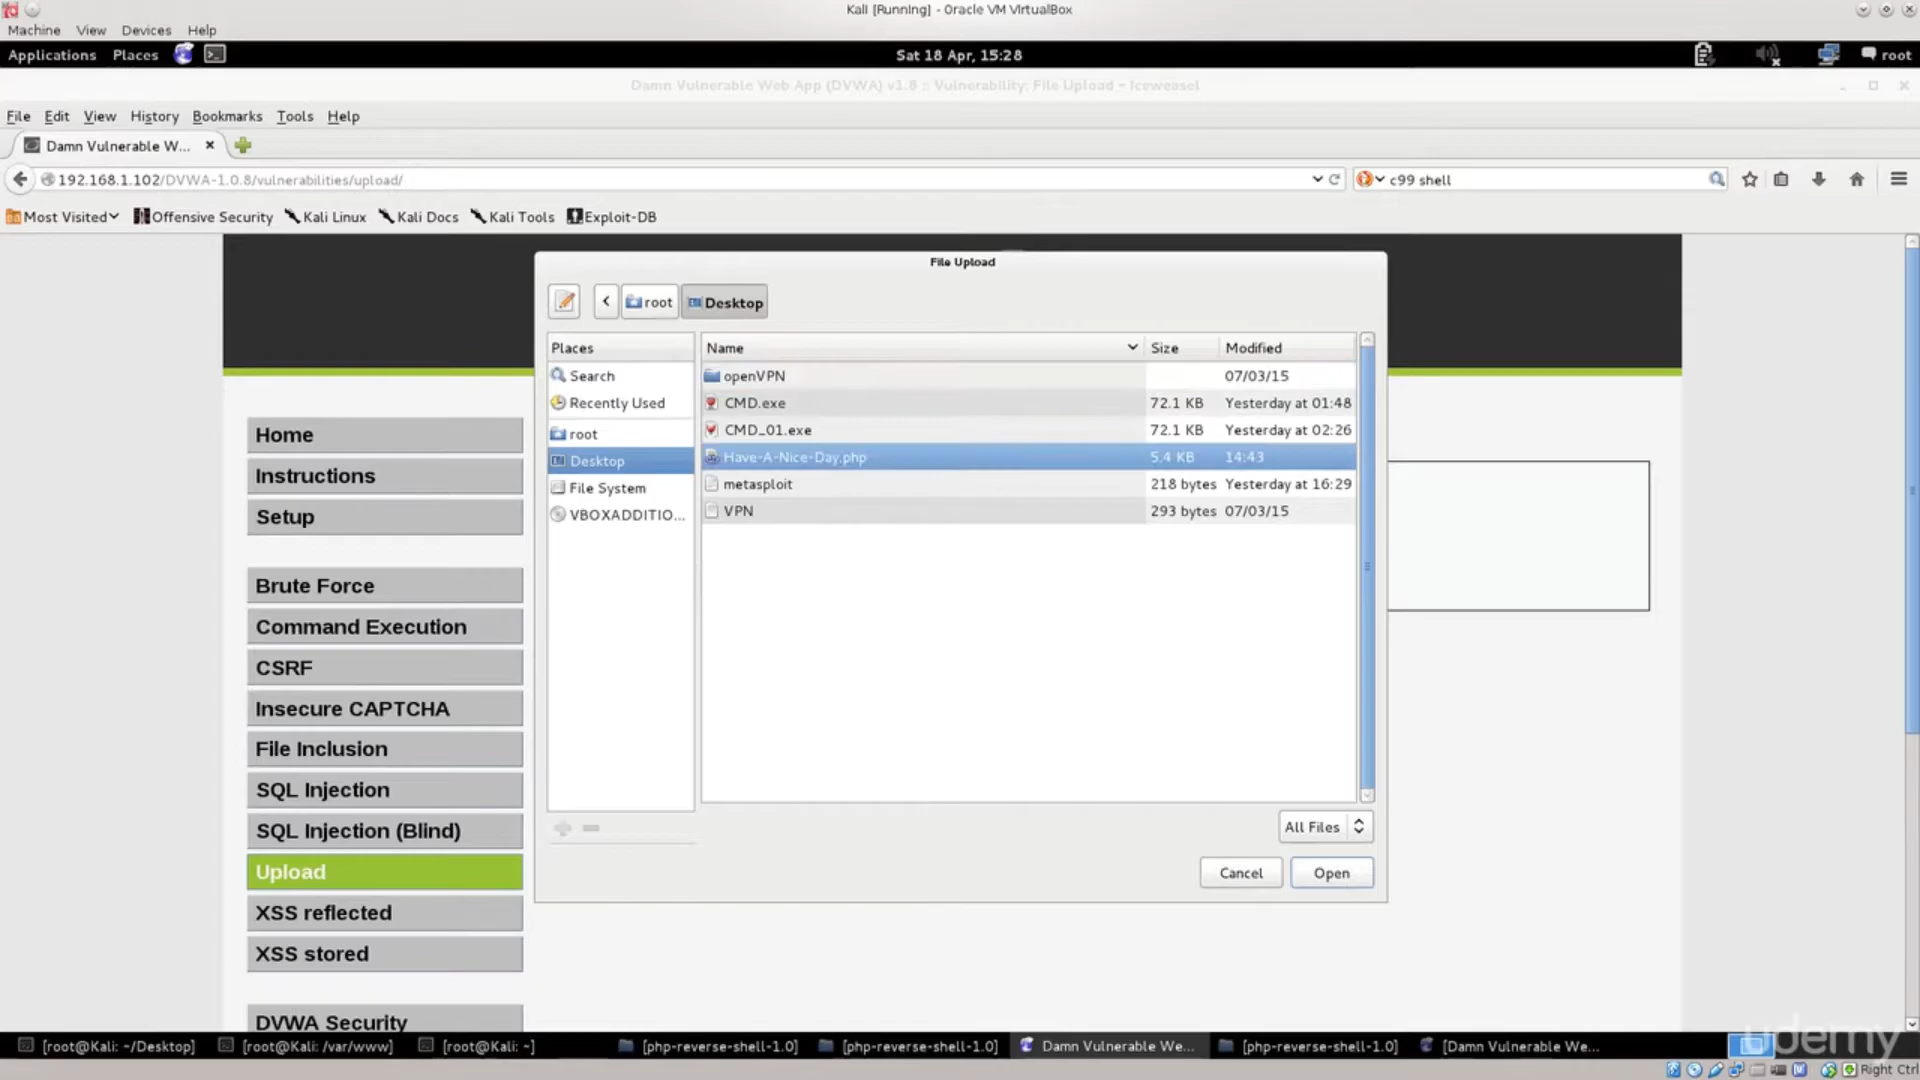 Kali [Running] - Oracle VM VirtualBox
Machine View Devices Help
Applications Places Sat 18 Apr, 15:28 root
Damn Vulnerable Web App (DVWA) v1.8 :: Vulnerability: File Upload - Iceweasel
File Edit View History Bookmarks Tools Help
Damn Vulnerable W...
192.168.1.102/DVWA-1.0.8/vulnerabilities/upload/ c99 shell
Most Visited Offensive Security Kali Linux Kali Docs Kali Tools Exploit-DB
File Upload
root Desktop
Places Name Size Modified
Search openVPN 07/03/15
Recently Used CMD.exe 72.1 KB Yesterday at 01:48
root CMD_01.exe 72.1 KB Yesterday at 02:26
Desktop Have-A-Nice-Day.php 5.4 KB 14:43
File System metasploit 218 bytes Yesterday at 16:29
VBOXADDITIO... VPN 293 bytes 07/03/15
All Files
Cancel Open
Home
Instructions
Setup
Brute Force
Command Execution
CSRF
Insecure CAPTCHA
File Inclusion
SQL Injection
SQL Injection (Blind)
Upload
XSS reflected
XSS stored
DVWA Security
[root@Kali: ~/Desktop] [root@Kali: /var/www] [root@Kali: ~] [php-reverse-shell-1.0] [php-reverse-shell-1.0] Damn Vulnerable We... [php-reverse-shell-1.0] [Damn Vulnerable We...
udemy
Right Ctrl